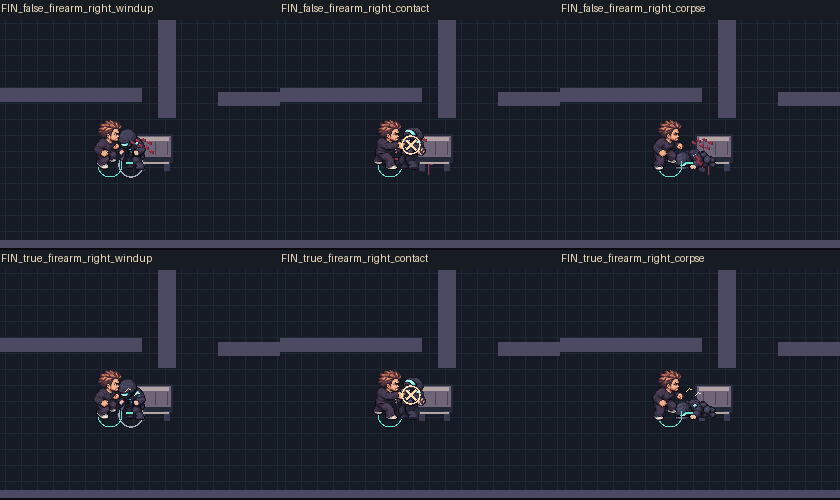 FIN_false_firearm_right_windup
FIN_false_firearm_right_contact
FIN_false_firearm_right_corpse
FIN_true_firearm_right_windup
FIN_true_firearm_right_contact
FIN_true_firearm_right_corpse